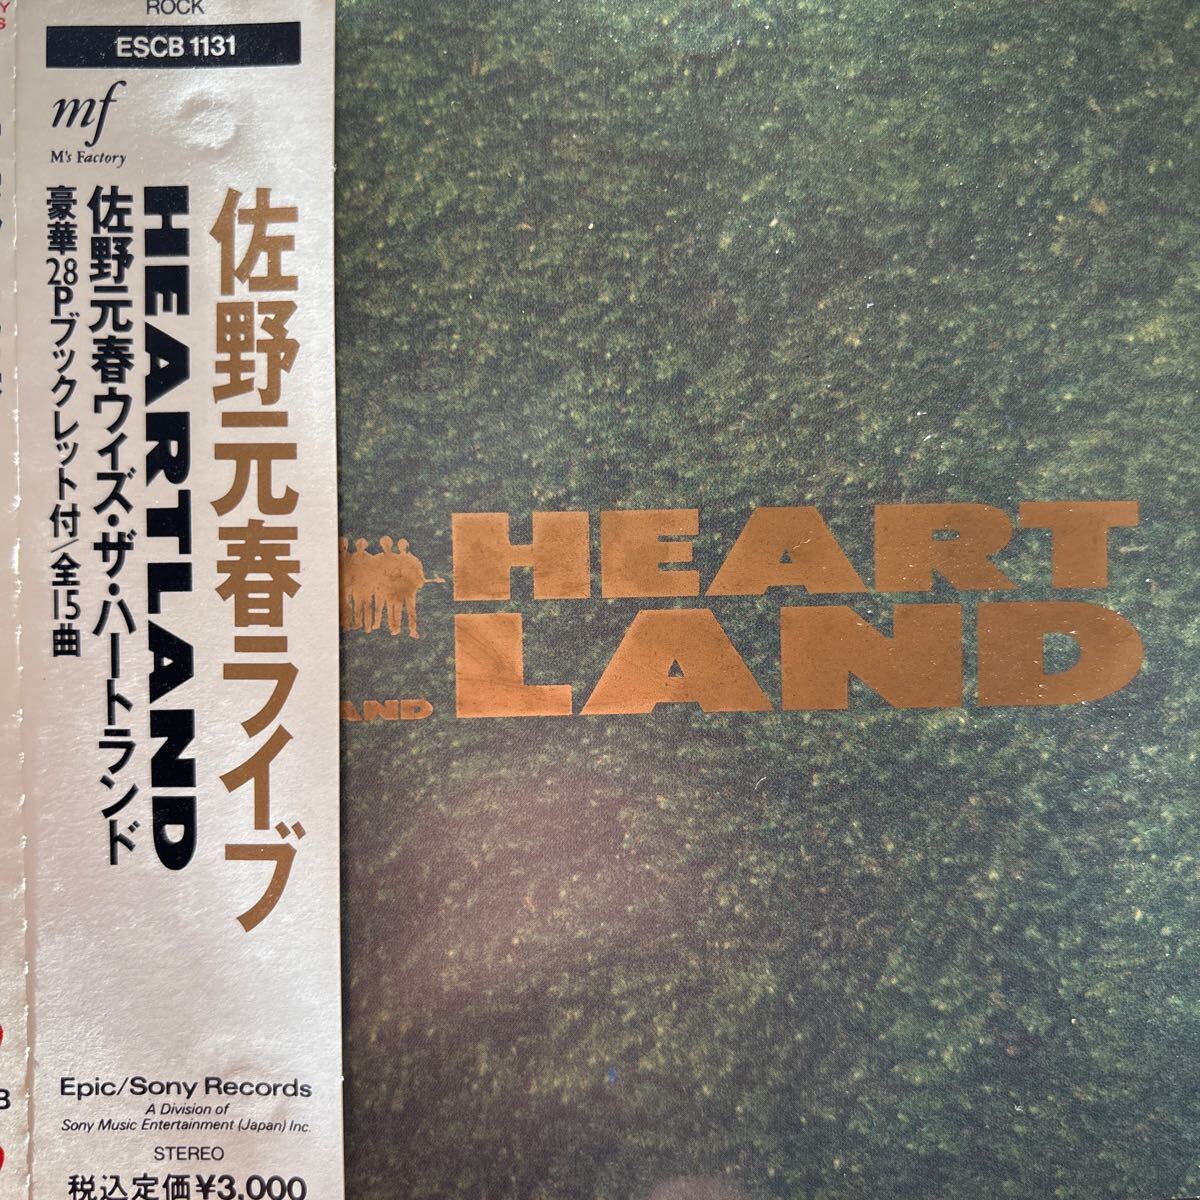 ROCK
ESCB 1131
mf
M's Factory
佐野元春ライブ
HEARTLAND
佐野元春ウィズ・ザ・ハートランド
豪華28Pブックレット付/全15曲
HEART
LAND
AND
Epic/Sony Records
A Division of
Sony Music Entertainment (Japan) Inc.
STEREO
税込定価¥3,000